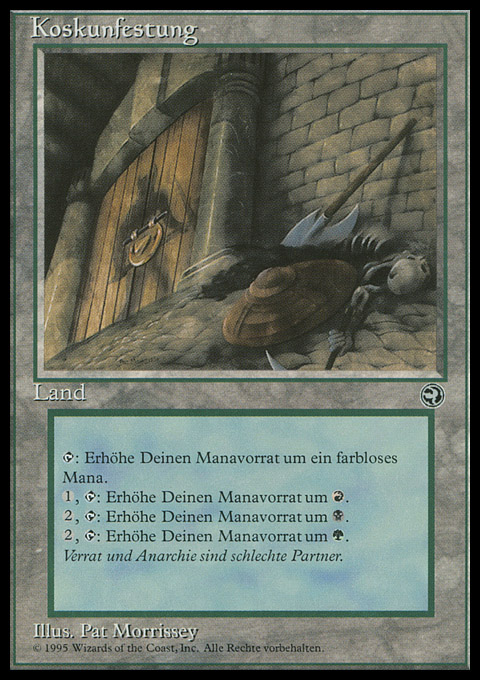 Koskunfestung
Land
: Erhöhe Deinen Manavorrat um ein farbloses
Mana.
1, : Erhöhe Deinen Manavorrat um .
2, : Erhöhe Deinen Manavorrat um .
2, : Erhöhe Deinen Manavorrat um .
Verrat und Anarchie sind schlechte Partner.
Illus. Pat Morrissey
© 1995 Wizards of the Coast, Inc. Alle Rechte vorbehalten.